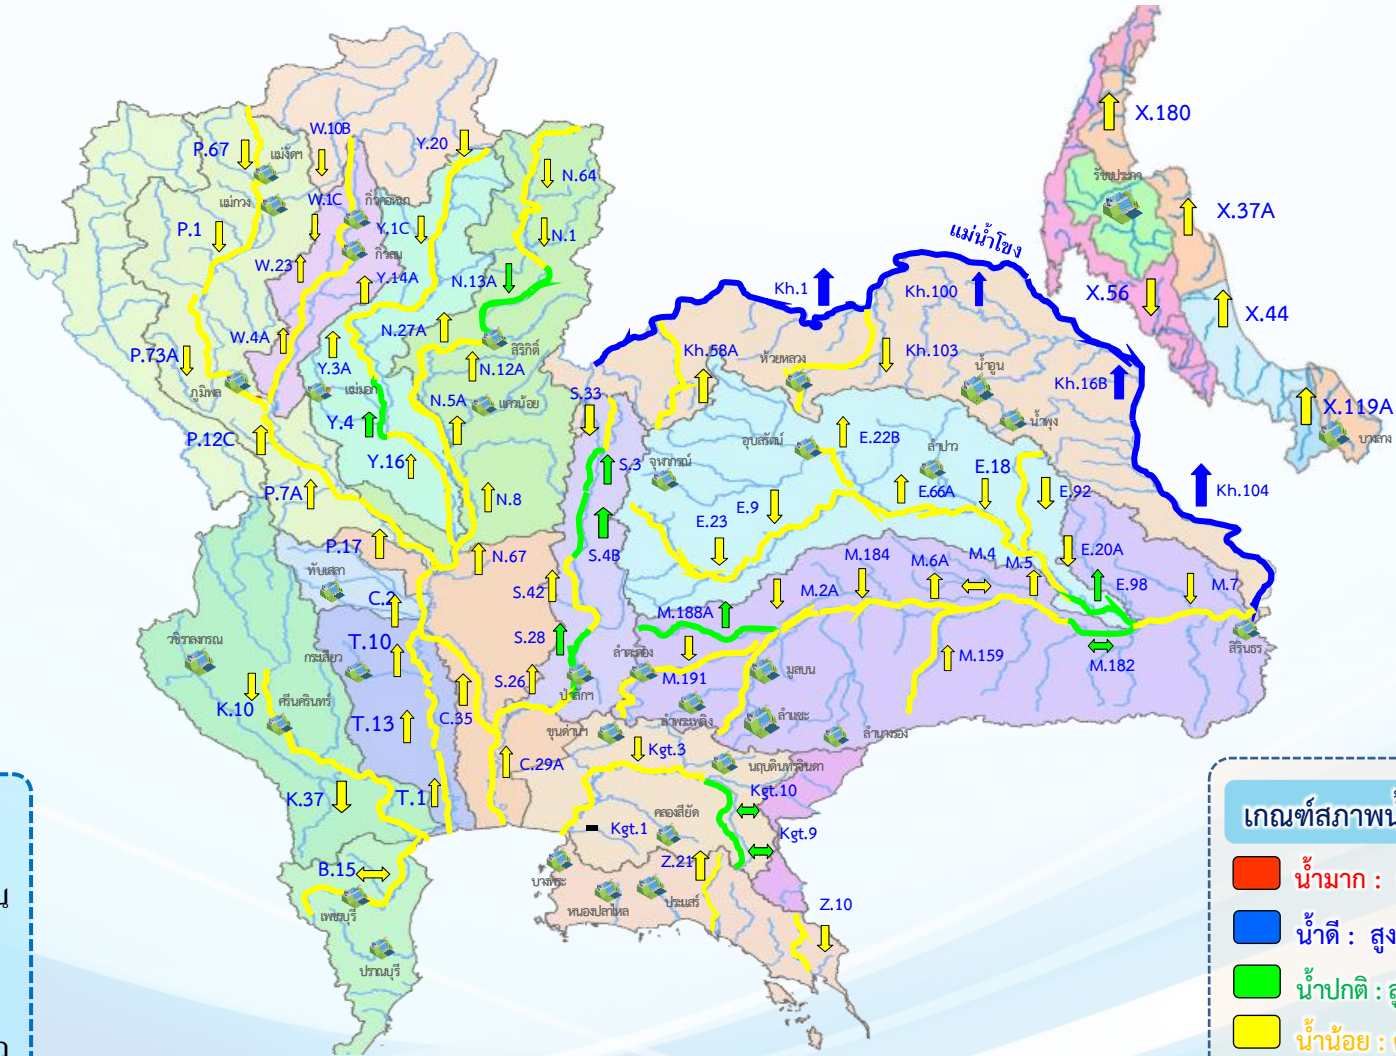 X.180
W.10B
Y.20
P.67
แม่งัดฯ
N.64
รัชชประภา
W.1C
กิ่วคอหมา
แม่กวง
X.37A
P.1
Y.1C
N.1
แม่น้ำโขง
กิ่วลม
W.23
Y.14A
N.13A
Kh.1
Kh.100
X.56
X.44
N.27A
W.4A
สิริกิติ์
Kh.58A
Kh.103
P.73A
Y.3A
N.12A
ห้วยหลวง
น้ำอูน
Kh.16B
ภูมิพล
แม่มอก
S.33
N.5A
แควน้อย
X.119A
น้ำพุง
Y.4
P.12C
อุบลรัตน์
E.22B
บางลาง
ลำปาว
Y.16
S.3
จุฬาภรณ์
E.18
P.7A
N.8
E.66A
E.92
Kh.104
E.9
E.23
P.17
N.67
S.4B
M.184
M.6A
M.4
E.20A
ทับเสลา
M.5
C.2
S.42
M.2A
E.98
M.7
M.188A
วชิราลงกรณ
T.10
S.28
สิรินธร
กระเสียว
ลำตะคอง
M.159
M.182
S.26
M.191
มูลบน
ป่าสักฯ
K.10
ศรีนครินทร์
T.13
C.35
ลำพระเพลิง
ลำแซะ
ขุนด่านฯ
ลำนางรอง
Kgt.3
C.29A
นฤบดินทรจินดา
K.37
T.1
Kgt.10
คลองสียัด
เกณฑ์สภาพน้
Kgt.1
Kgt.9
Z.21
B.15
บางพระ
น้ำมาก :
ประแสร์
หนองปลาไหล
น
เพชรบุรี
Z.10
น้ำดี : สูง
ปราณบุรี
น้ำปกติ : สู
น้ำน้อย :